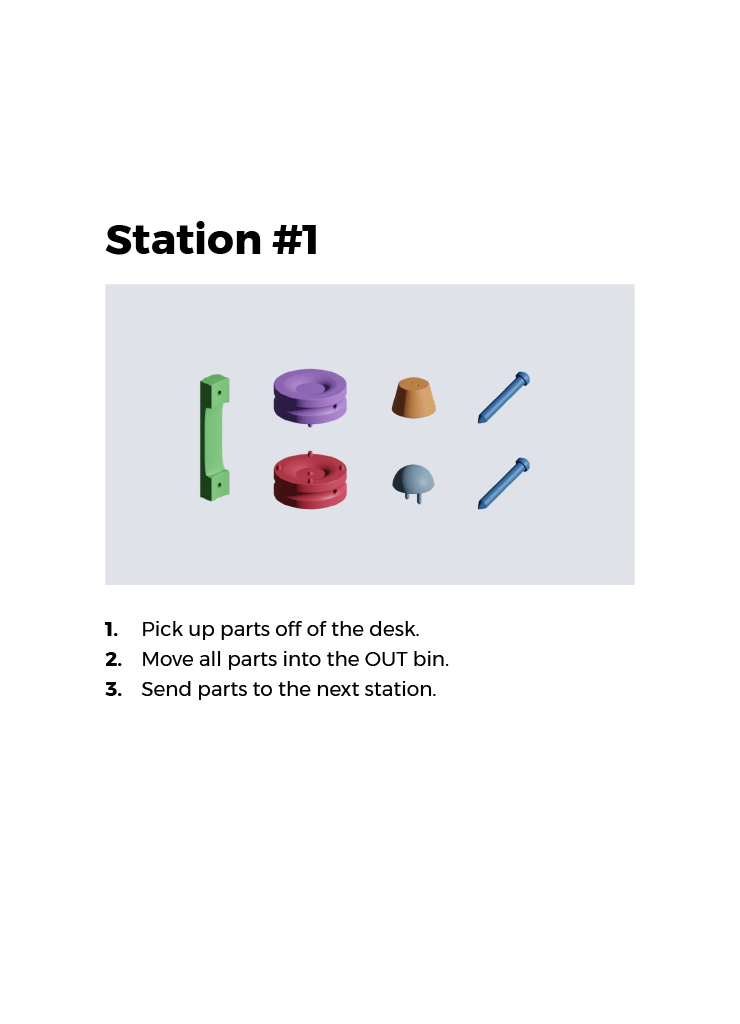 Station #1
1. Pick up parts off of the desk.
2. Move all parts into the OUT bin.
3. Send parts to the next station.